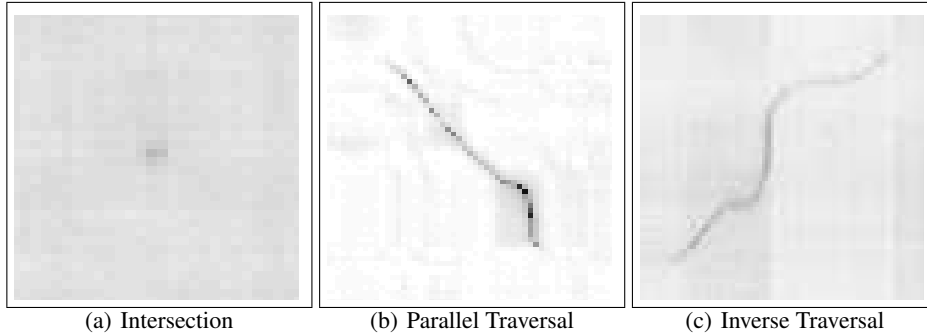 (a) Intersection
(b) Parallel Traversal
(c) Inverse Traversal